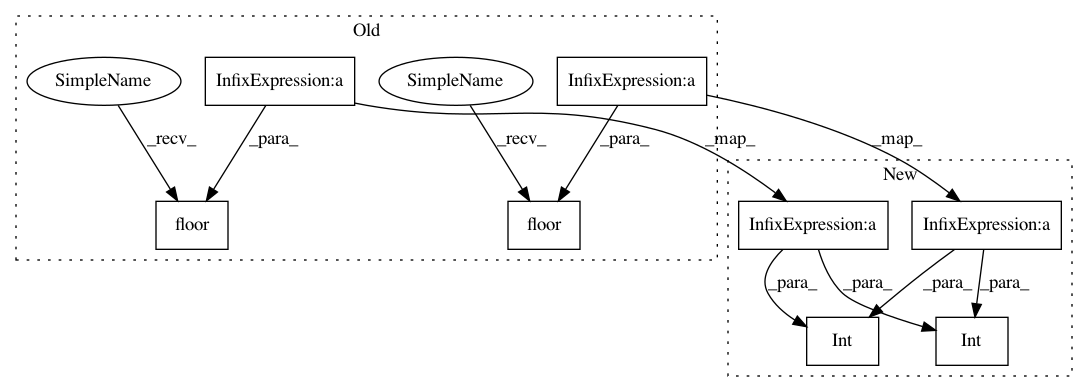 Old
SimpleName
InfixExpression:a
SimpleName
InfixExpression:a
_recv_
_para_
_recv_
_para_
_map_
_map_
New
floor
floor
InfixExpression:a
InfixExpression:a
_para_
_para_
_para_
_para_
Int
Int